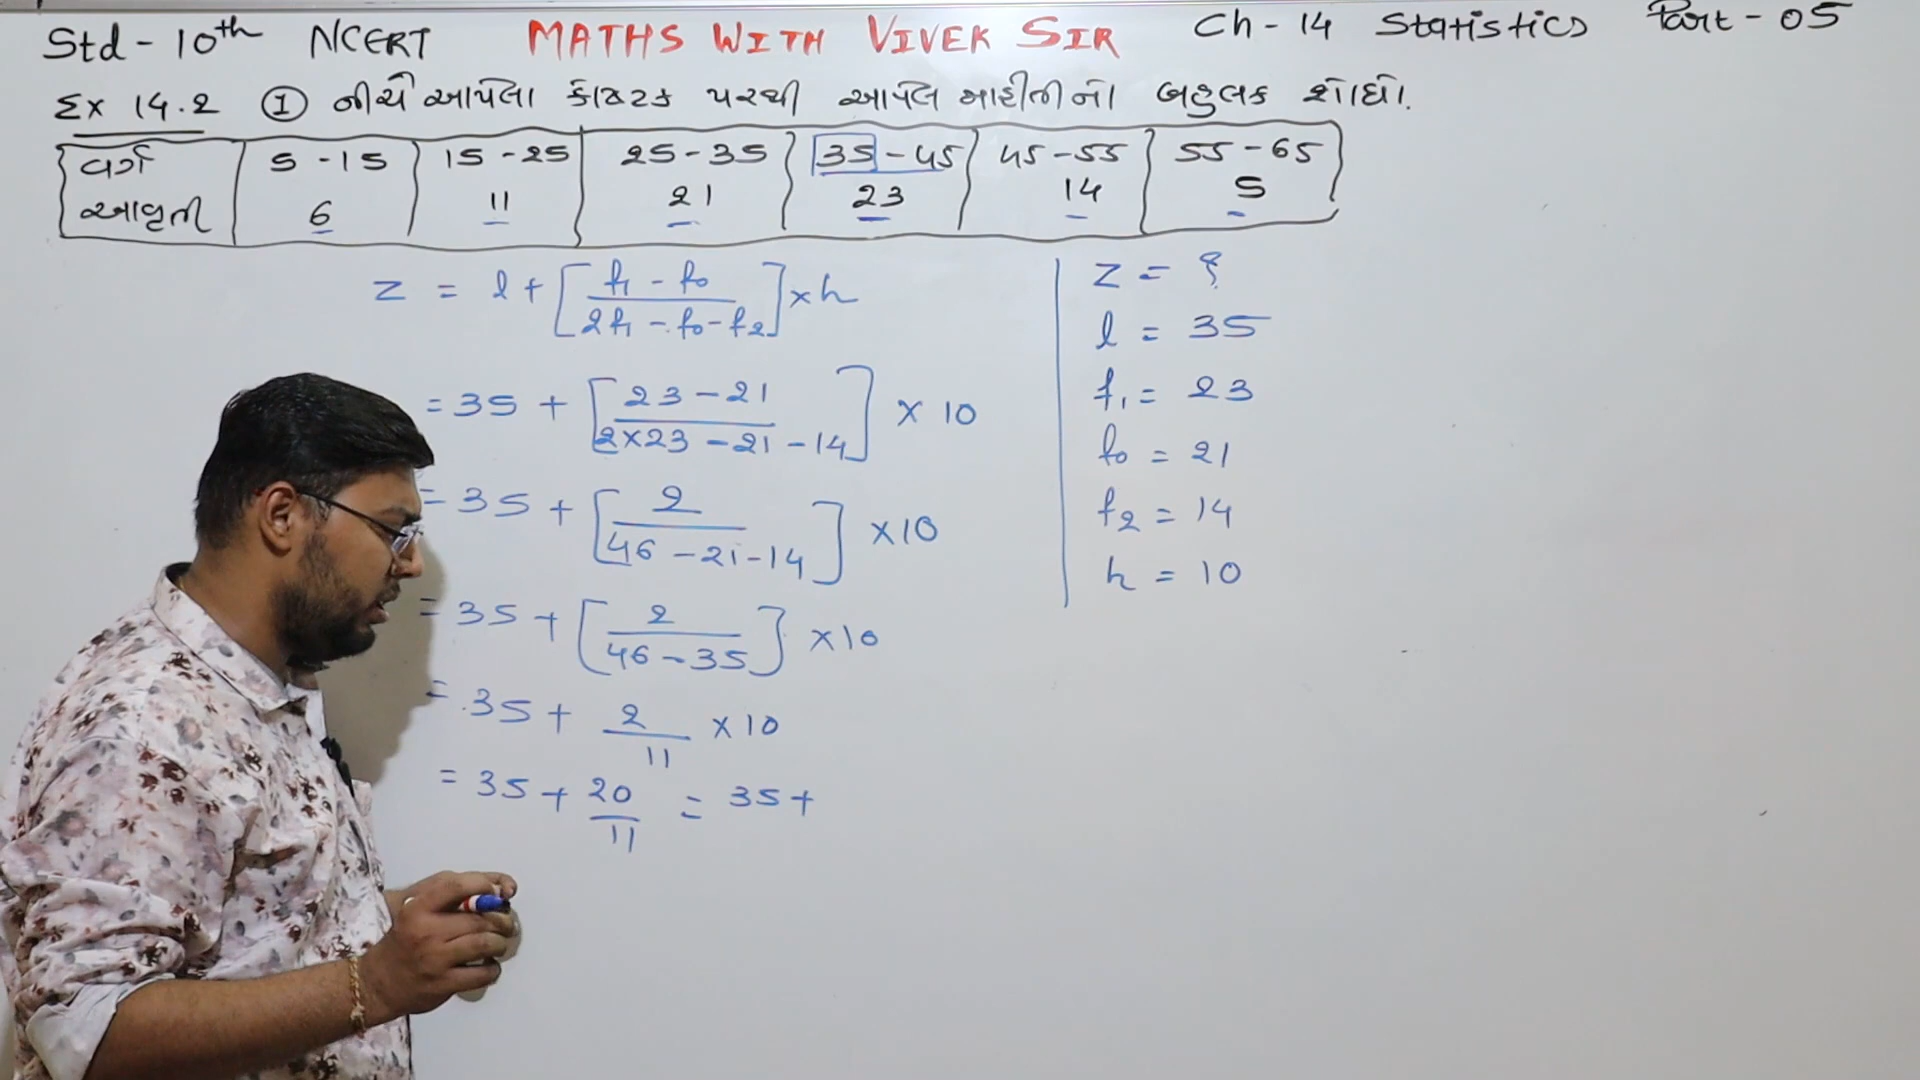 Std - 10th NCERT MATHS WITH VIVEK SIR Ch - 14 Statistics Part - 05
Ex 14.2 ① નીચે આપેલા કોષ્ટક પરથી આપેલ માહીતીનો બહુલક શોધો.
વર્ગ 5 - 15 15 - 25 25 - 35 35 - 45 45 - 55 55 - 65
આવૃત્તી 6 11 21 23 14 5
z = l + [ (f₁ - f₀) / (2f₁ - f₀ - f₂) ] × h
= 35 + [ (23 - 21) / (2×23 - 21 - 14) ] × 10
= 35 + [ 2 / (46 - 21 - 14) ] × 10
= 35 + [ 2 / (46 - 35) ] × 10
= 35 + 2/11 × 10
= 35 + 20/11 = 35 +
z = ?
l = 35
f₁ = 23
f₀ = 21
f₂ = 14
h = 10